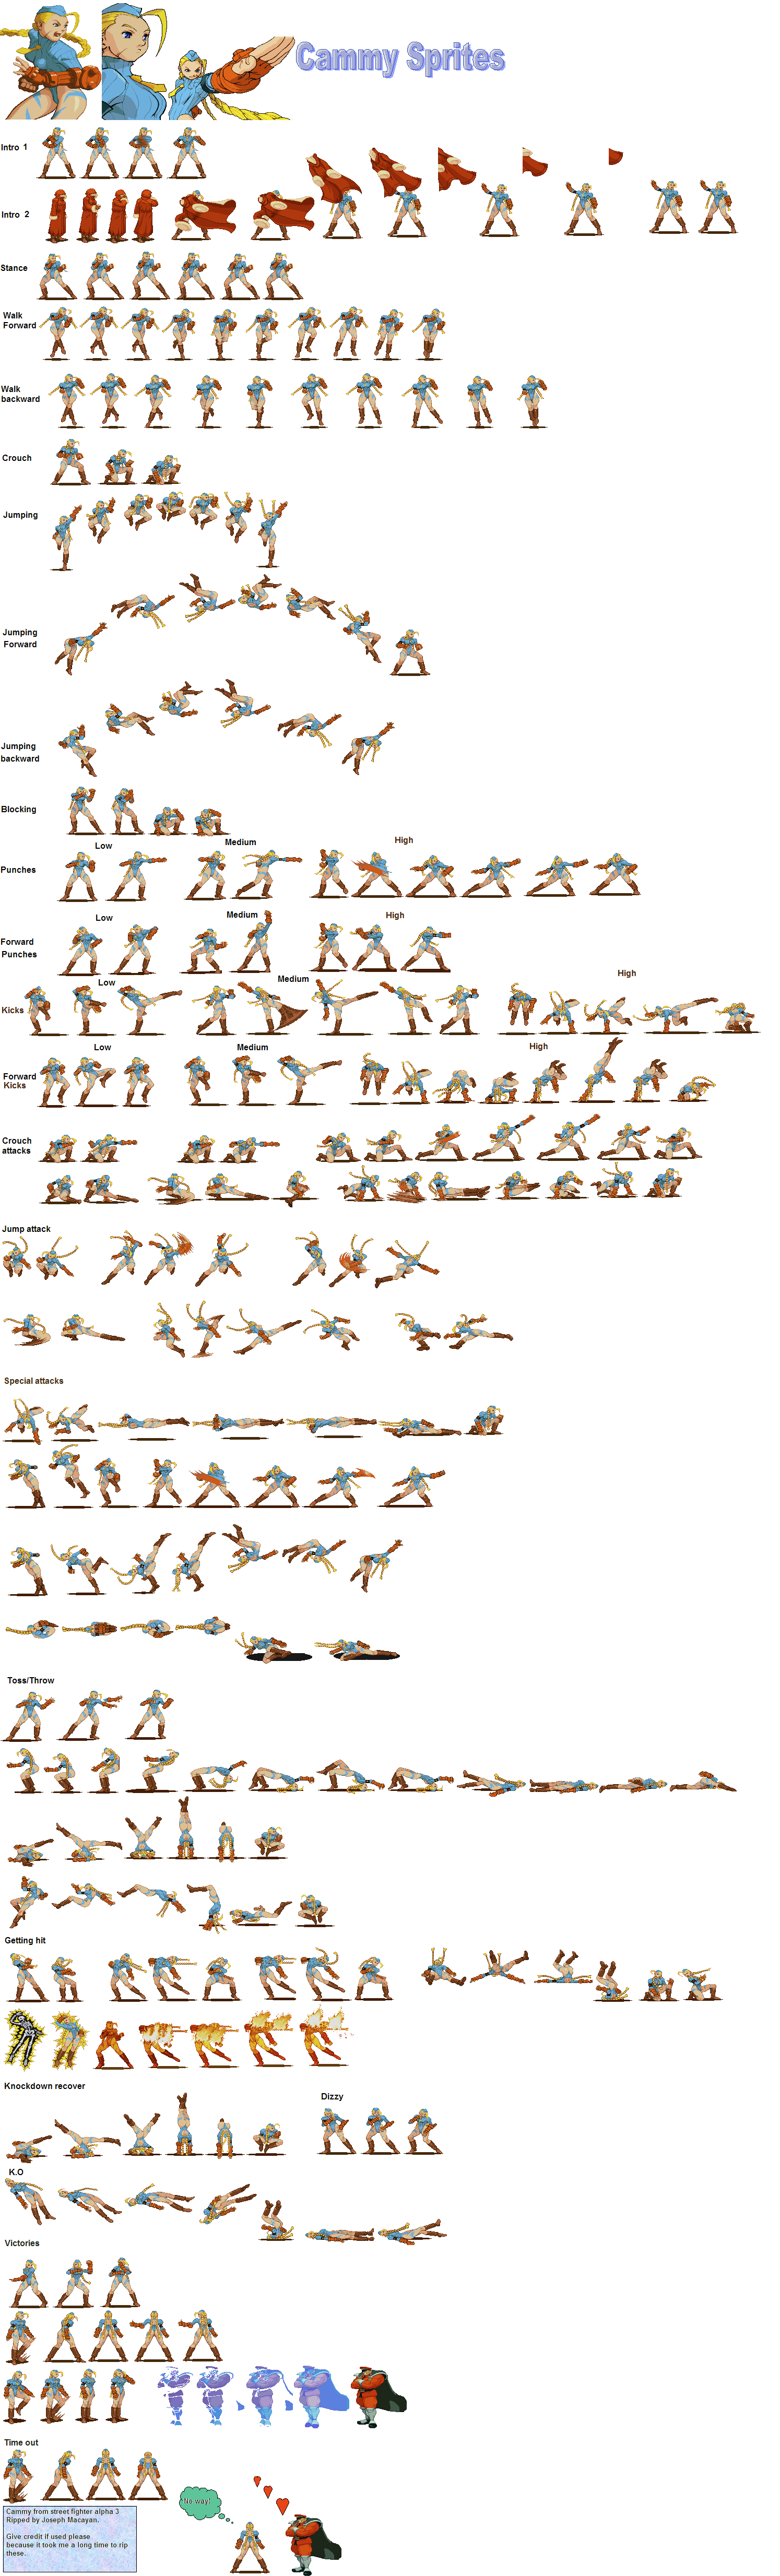 Cammy Sprites
Intro 1
Intro 2
Stance
Walk
Forward
Walk
backward
Crouch
Jumping
Jumping
Forward
Jumping
backward
Blocking
Low
Medium
High
Punches
Low
Medium
High
Forward
Punches
Low
Medium
High
Kicks
Low
Medium
High
Forward
Kicks
Crouch
attacks
Jump attack
Special attacks
Toss/Throw
Getting hit
Knockdown recover
Dizzy
K.O
Victories
Time out
No way!
Cammy from street fighter alpha 3
Ripped by Joseph Macayan.
Give credit if used please
because it took me a long time to rip
these.